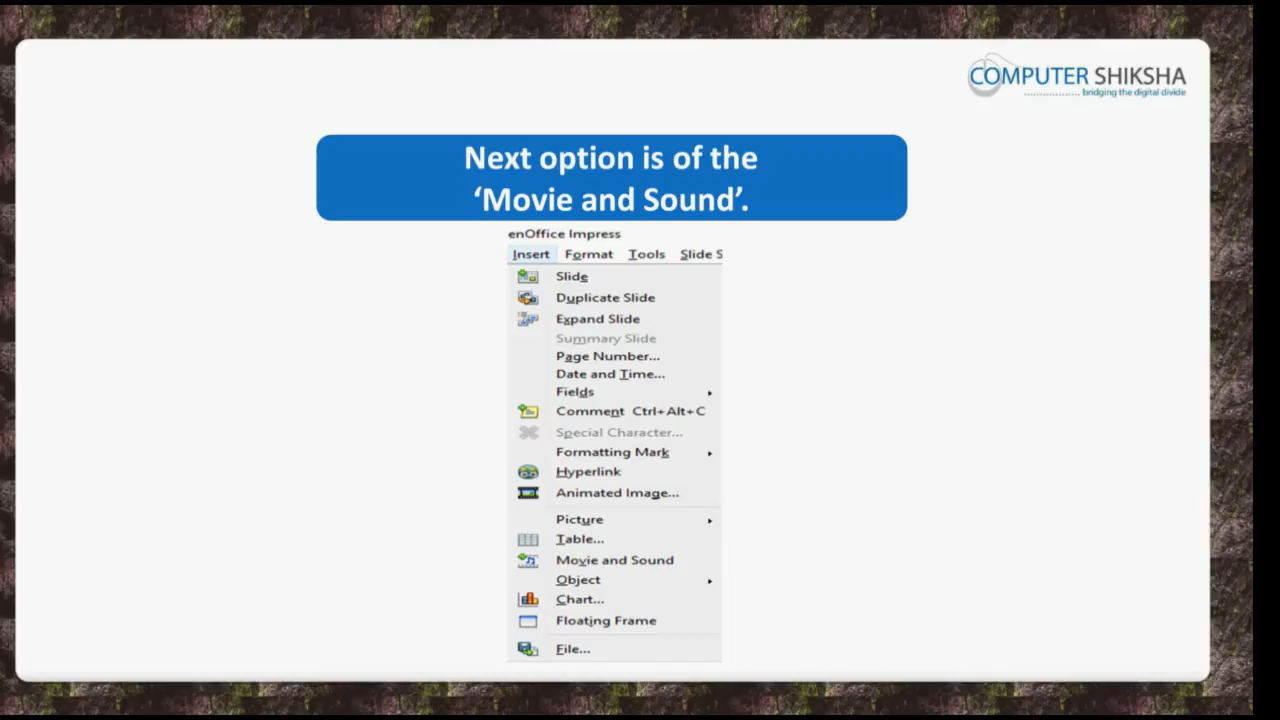 COMPUTER SHIKSHA
.................. bridging the digital divide
Next option is of the
‘Movie and Sound’.
enOffice Impress
Insert Format Tools Slide S
Slide
Duplicate Slide
Expand Slide
Summary Slide
Page Number...
Date and Time...
Fields
Comment Ctrl+Alt+C
Special Character...
Formatting Mark
Hyperlink
Animated Image...
Picture
Table...
Movie and Sound
Object
Chart...
Floating Frame
File...